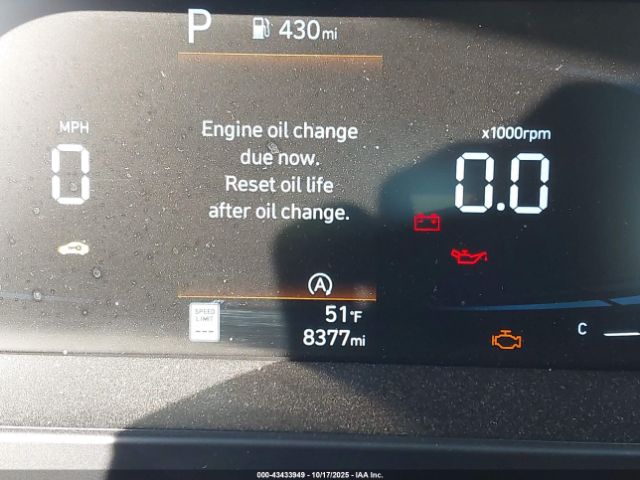 P 430mi
MPH
0
Engine oil change
due now.
Reset oil life
after oil change.
x1000rpm
0.0
A
SPEED
LIMIT
---
51°F
8377mi
C
000-43433949 - 10/17/2025 - IAA Inc.